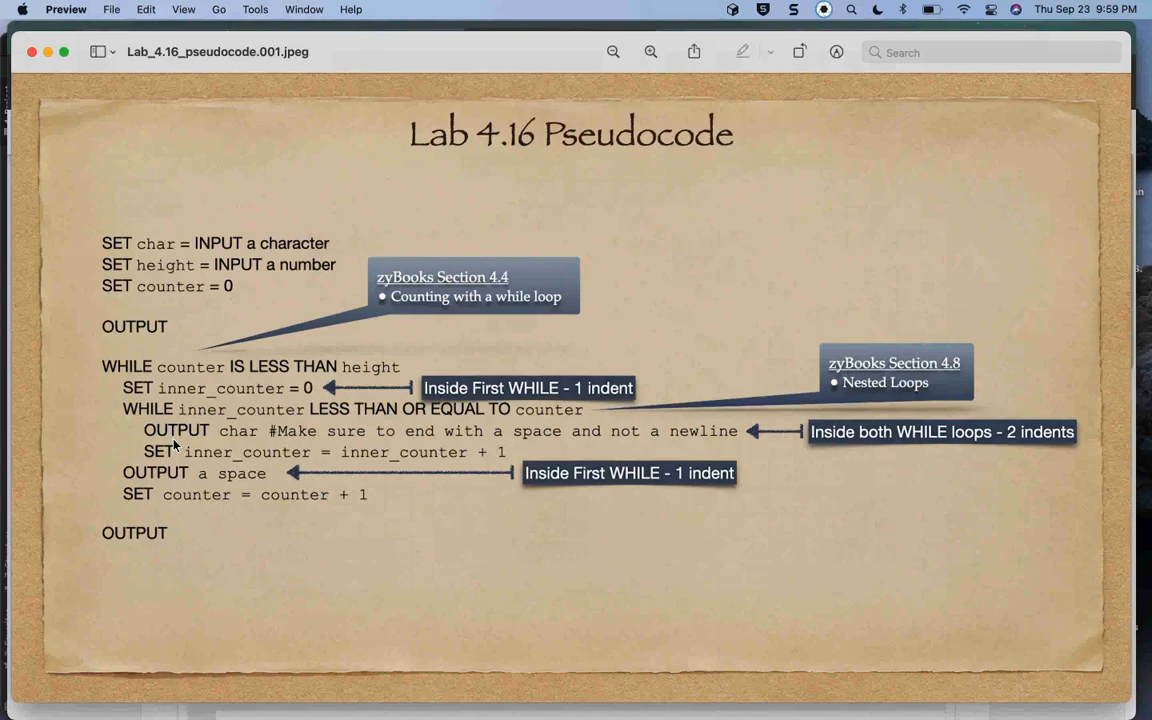 Preview File Edit View Go Tools Window Help Thu Sep 23 9:59 PM
Lab_4.16_pseudocode.001.jpeg Search
Lab 4.16 Pseudocode
SET char = INPUT a character
SET height = INPUT a number
SET counter = 0
zyBooks Section 4.4
• Counting with a while loop
OUTPUT
WHILE counter IS LESS THAN height
zyBooks Section 4.8
• Nested Loops
SET inner_counter = 0 Inside First WHILE - 1 indent
WHILE inner_counter LESS THAN OR EQUAL TO counter
OUTPUT char #Make sure to end with a space and not a newline Inside both WHILE loops - 2 indents
SET inner_counter = inner_counter + 1
OUTPUT a space Inside First WHILE - 1 indent
SET counter = counter + 1
OUTPUT